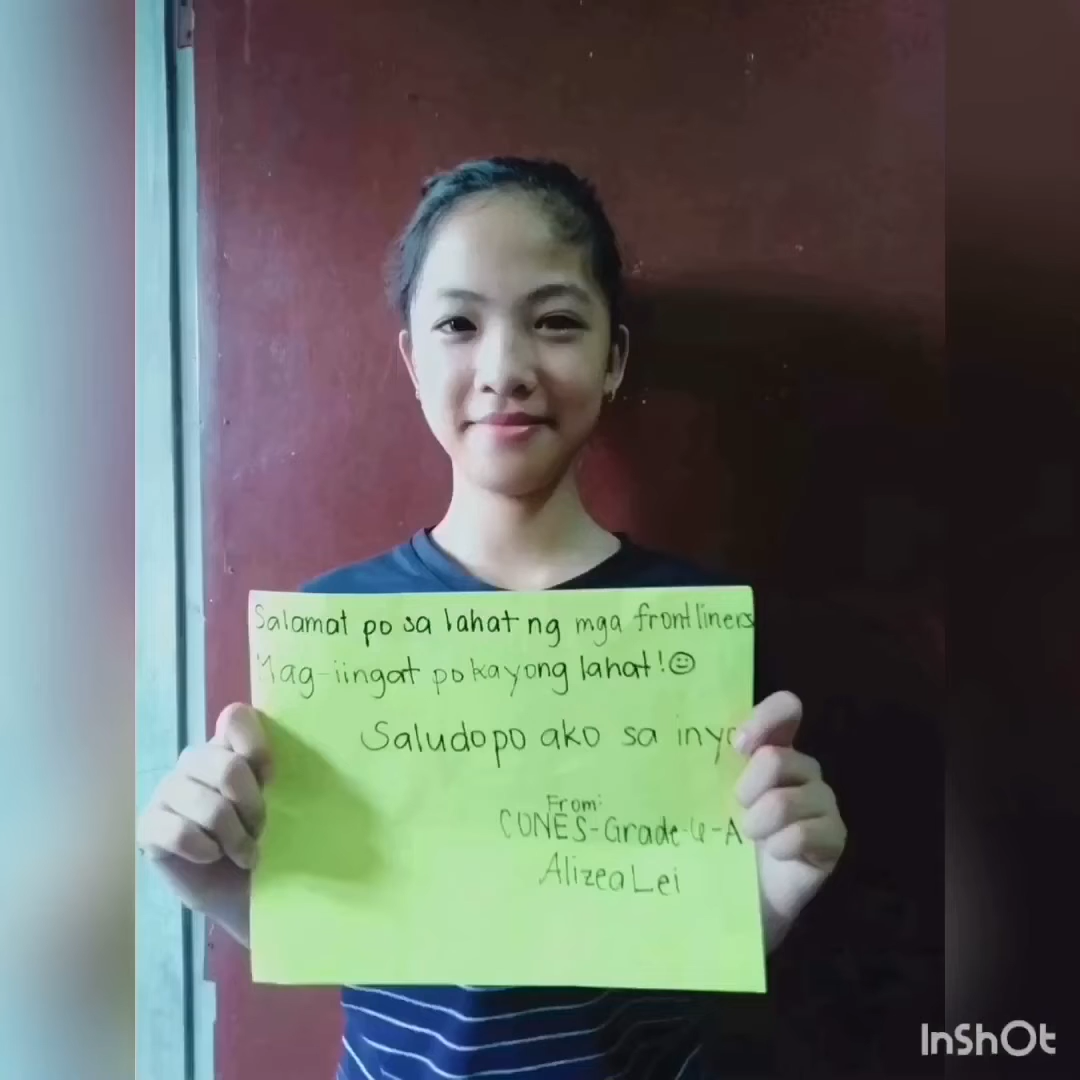 Salamat po sa lahat ng mga frontliners
Mag-iingat po kayong lahat!☺
Saludo po ako sa inyo
From:
CONES-Grade-6-A
Alizea Lei
InShOt